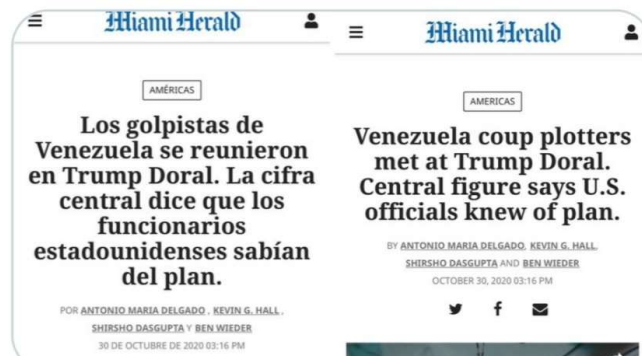 Miami Herald
AMÉRICAS
Los golpistas de
Venezuela se reunieron
en Trump Doral. La cifra
central dice que los
funcionarios
estadounidenses sabían
del plan.
POR ANTONIO MARIA DELGADO , KEVIN G. HALL ,
SHIRSHO DASGUPTA Y BEN WIEDER
30 DE OCTUBRE DE 2020 03:16 PM
Miami Herald
AMERICAS
Venezuela coup plotters
met at Trump Doral.
Central figure says U.S.
officials knew of plan.
BY ANTONIO MARIA DELGADO, KEVIN G. HALL,
SHIRSHO DASGUPTA AND BEN WIEDER
OCTOBER 30, 2020 03:16 PM